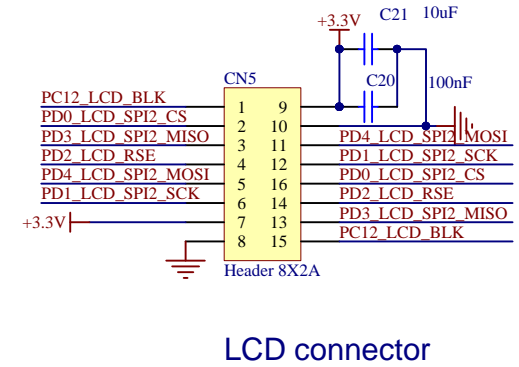 C21 10uF
+3.3V
C20 100nF
CN5
PC12_LCD_BLK 1 9
PD0_LCD_SPI2_CS 2 10
PD3_LCD_SPI2_MISO 3 11 PD4_LCD_SPI2_MOSI
PD2_LCD_RSE 4 12 PD1_LCD_SPI2_SCK
PD4_LCD_SPI2_MOSI 5 16 PD0_LCD_SPI2_CS
PD1_LCD_SPI2_SCK 6 14 PD2_LCD_RSE
+3.3V 7 13 PD3_LCD_SPI2_MISO
8 15 PC12_LCD_BLK
Header 8X2A
LCD connector